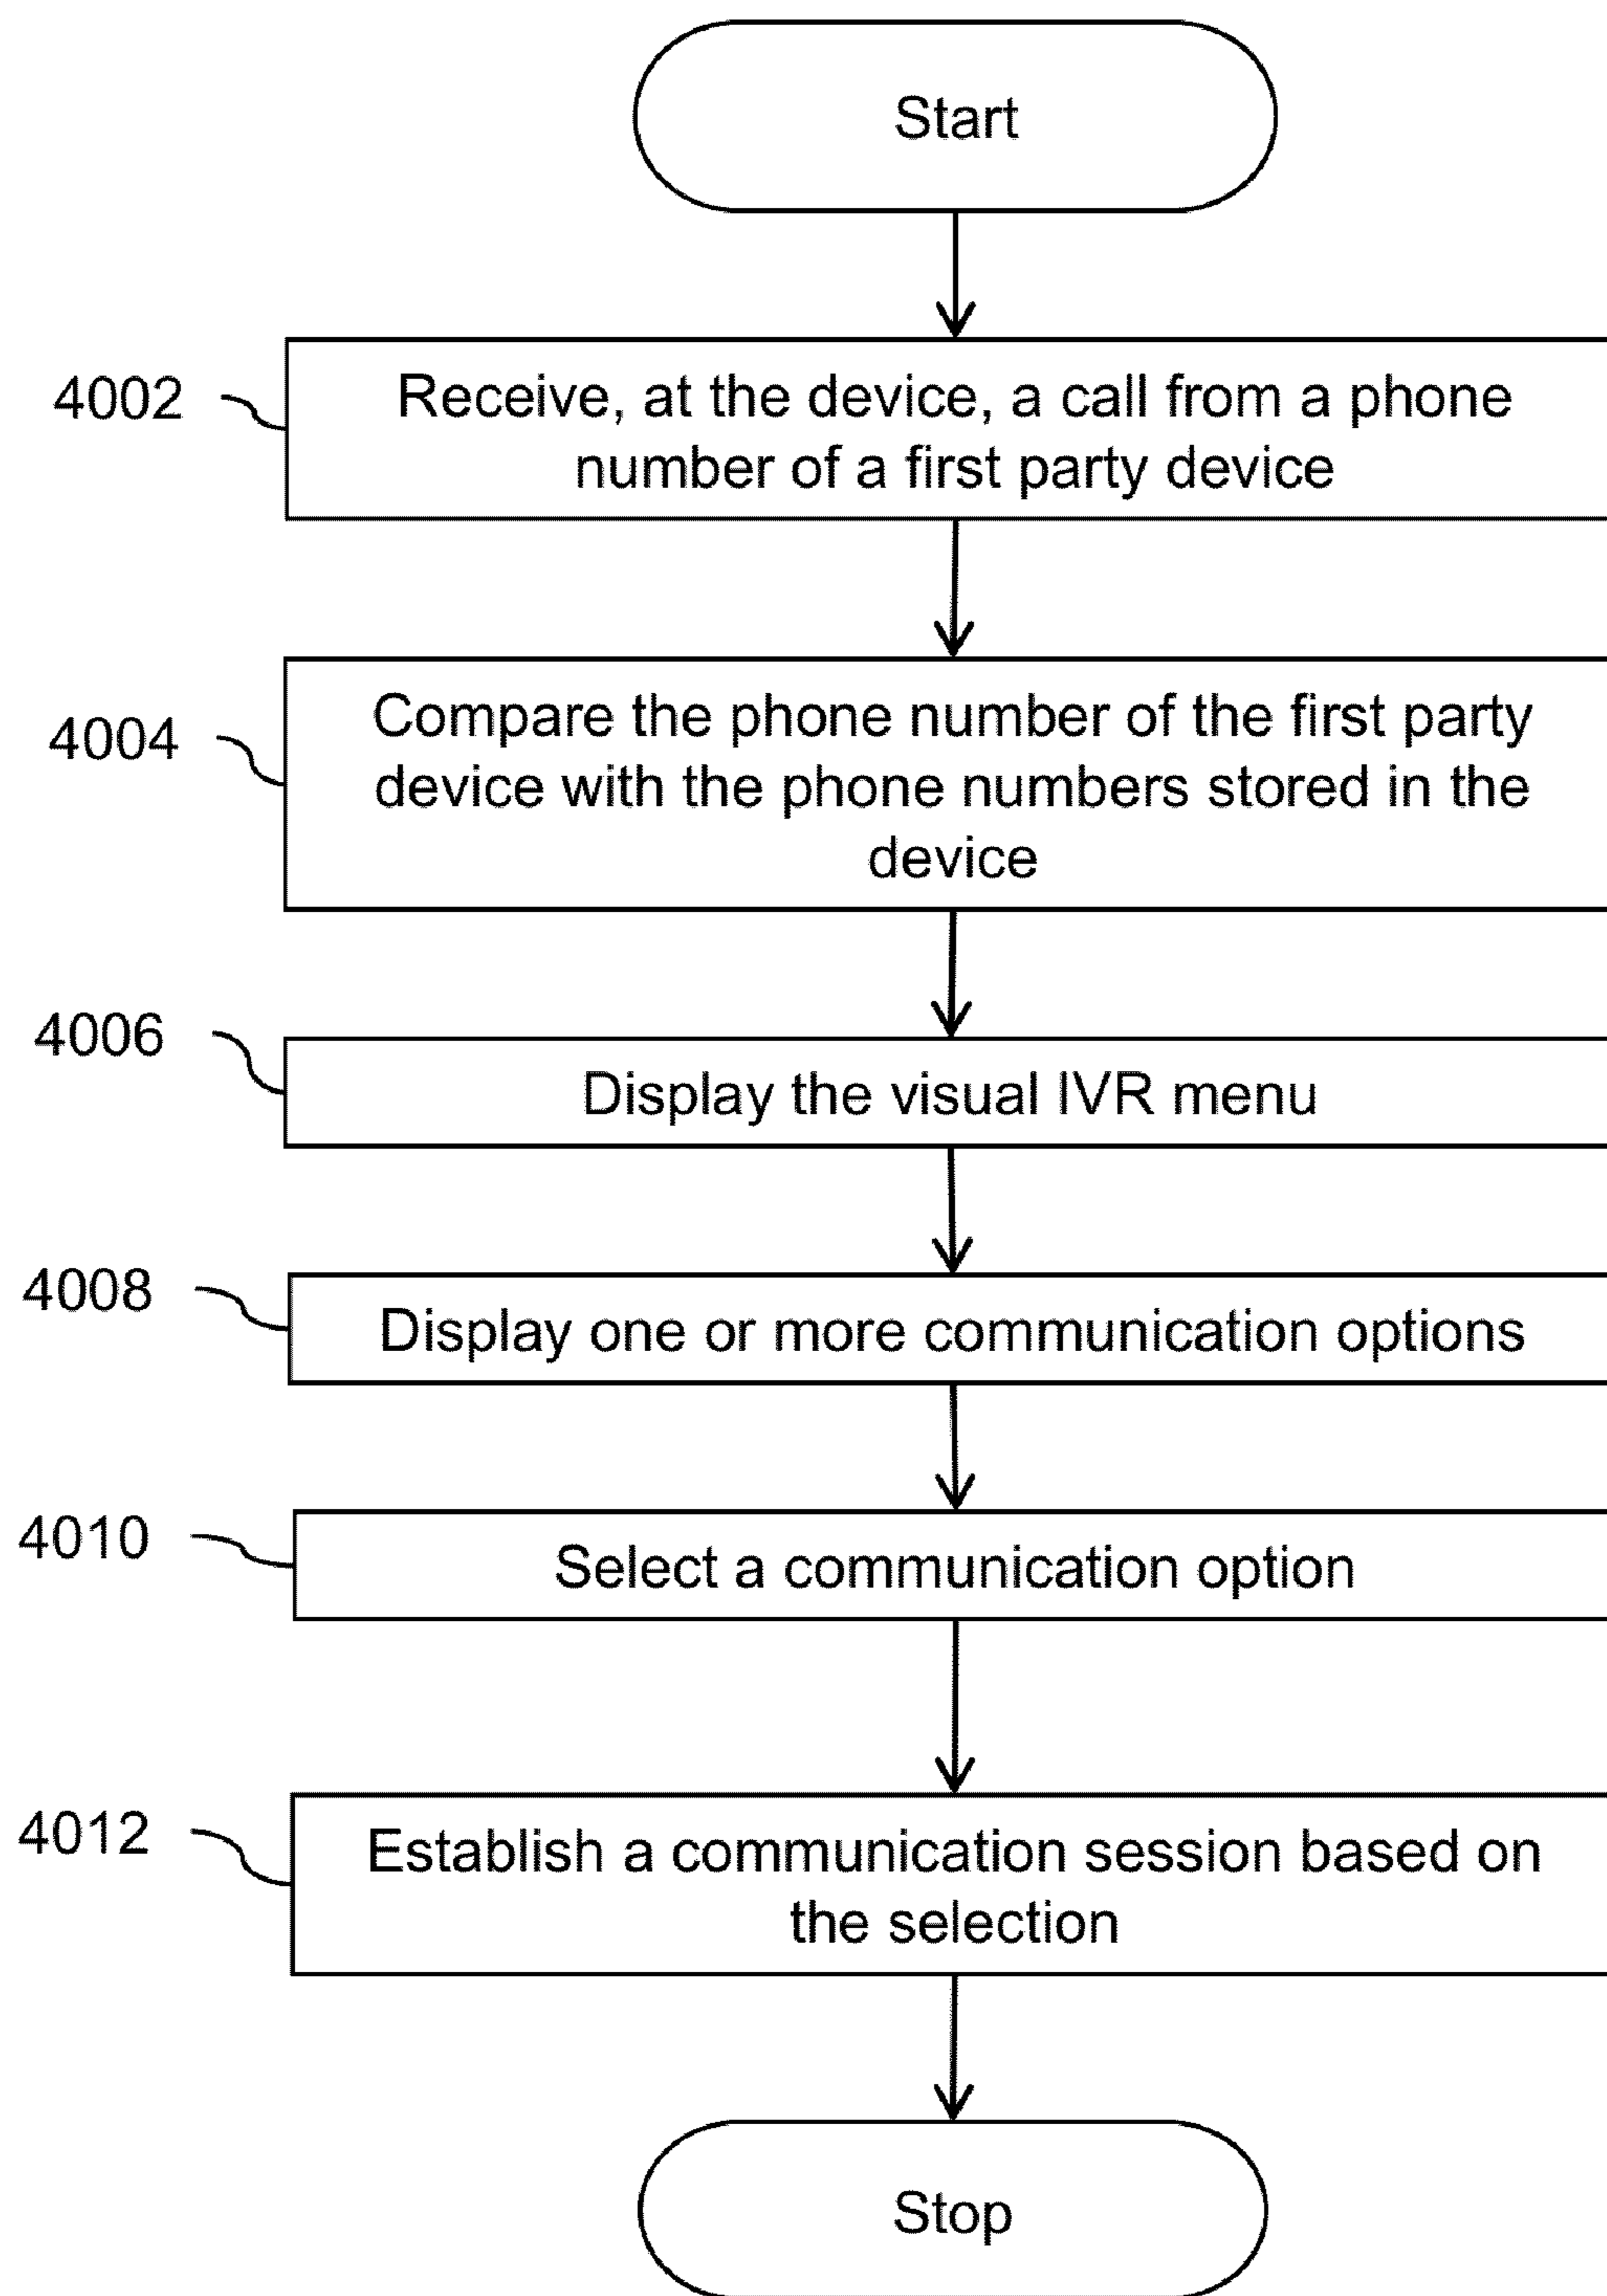 Start
4002
Receive, at the device, a call from a phone
number of a first party device
4004
Compare the phone number of the first party
device with the phone numbers stored in the
device
4006
Display the visual IVR menu
4008
Display one or more communication options
4010
Select a communication option
4012
Establish a communication session based on
the selection
Stop